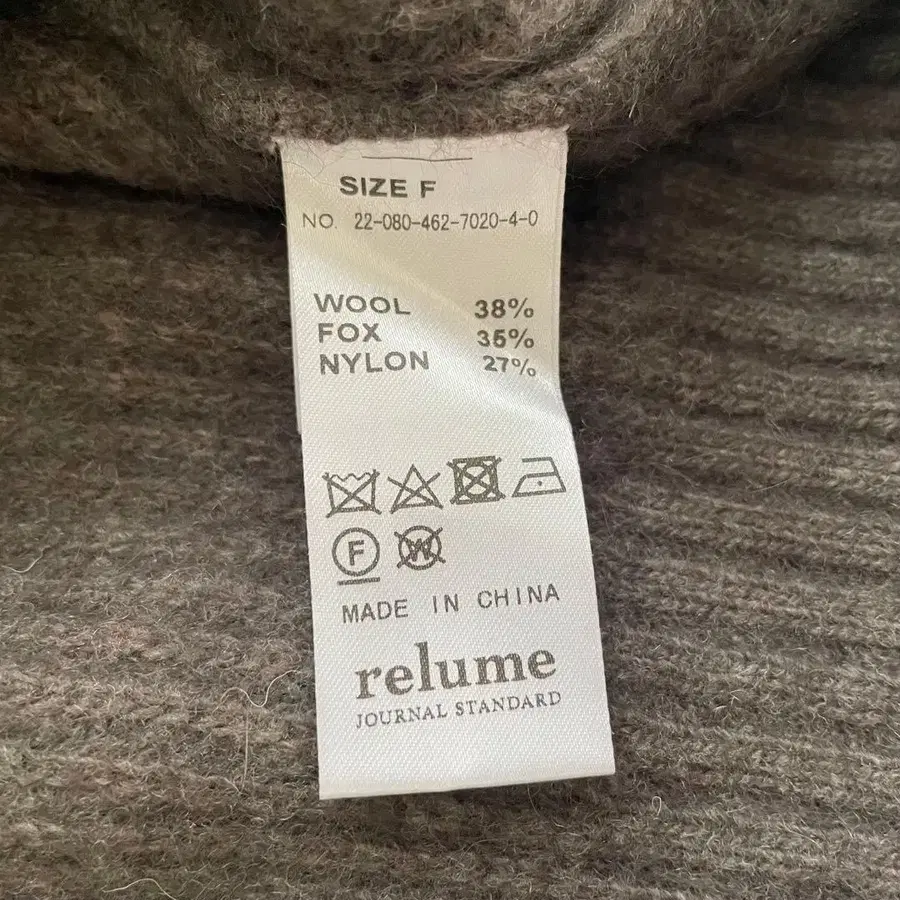 SIZE F
NO. 22-080-462-7020-4-0
WOOL 38%
FOX 35%
NYLON 27%
F W
MADE IN CHINA
relume
JOURNAL STANDARD